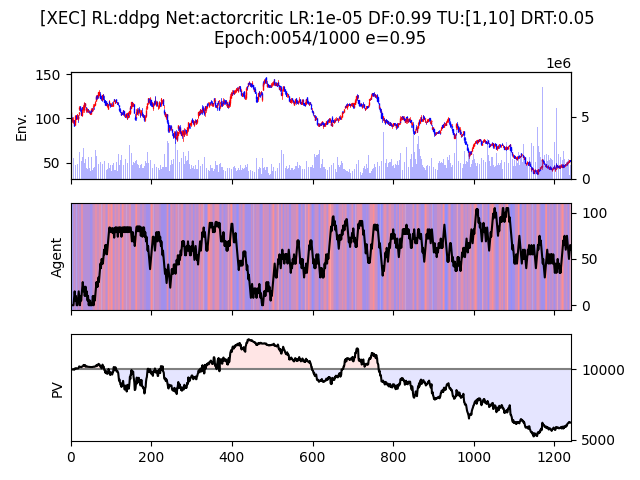 [XEC] RL:ddpg Net:actorcritic LR:1e-05 DF:0.99 TU:[1,10] DRT:0.05
Epoch:0054/1000 e=0.95
1e6
150
100
50
Env.
5
0
Agent
100
50
0
PV
10000
5000
0 200 400 600 800 1000 1200